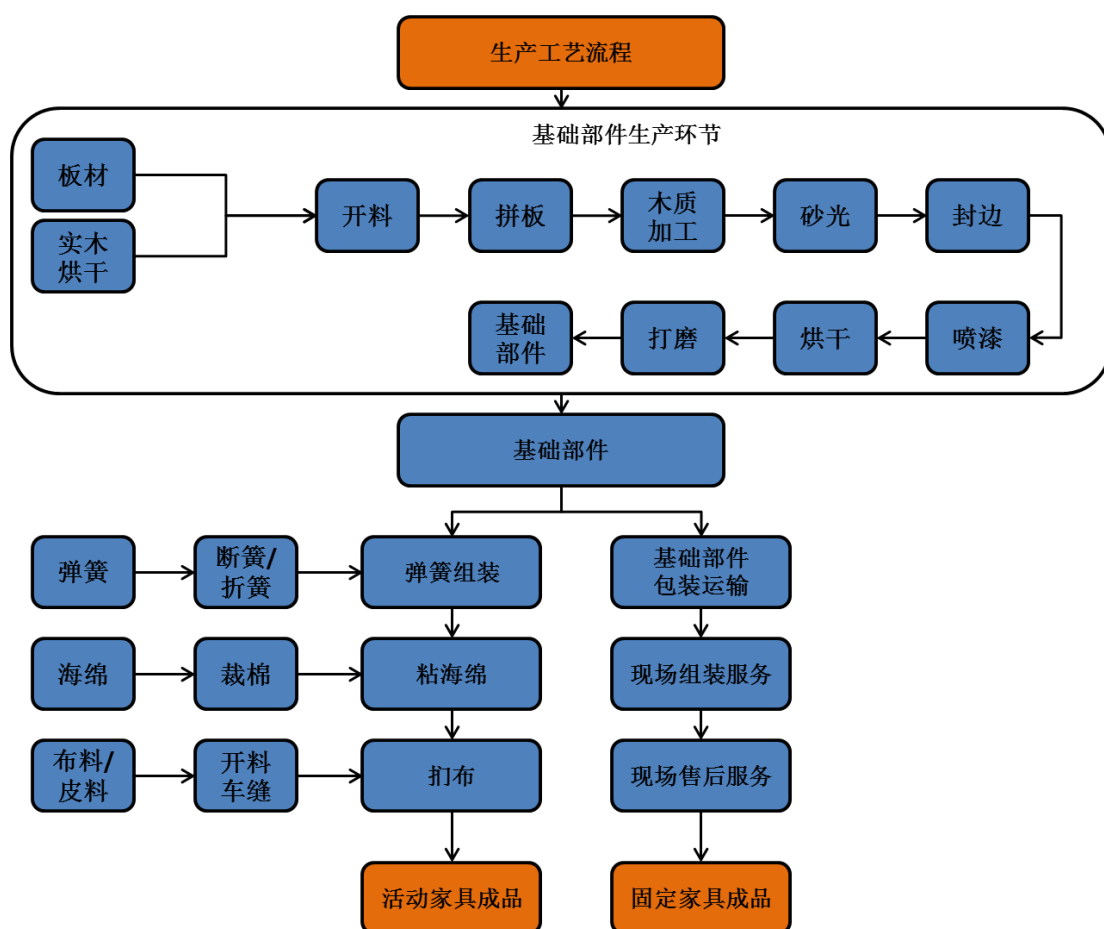 生产工艺流程
基础部件生产环节
板材
实木
烘干
开料
拼板
木质
加工
砂光
封边
基础
部件
打磨
烘干
喷漆
基础部件
弹簧
断簧/
折簧
弹簧组装
基础部件
包装运输
海绵
裁棉
粘海绵
现场组装服务
布料/
皮料
开料
车缝
扪布
现场售后服务
活动家具成品
固定家具成品